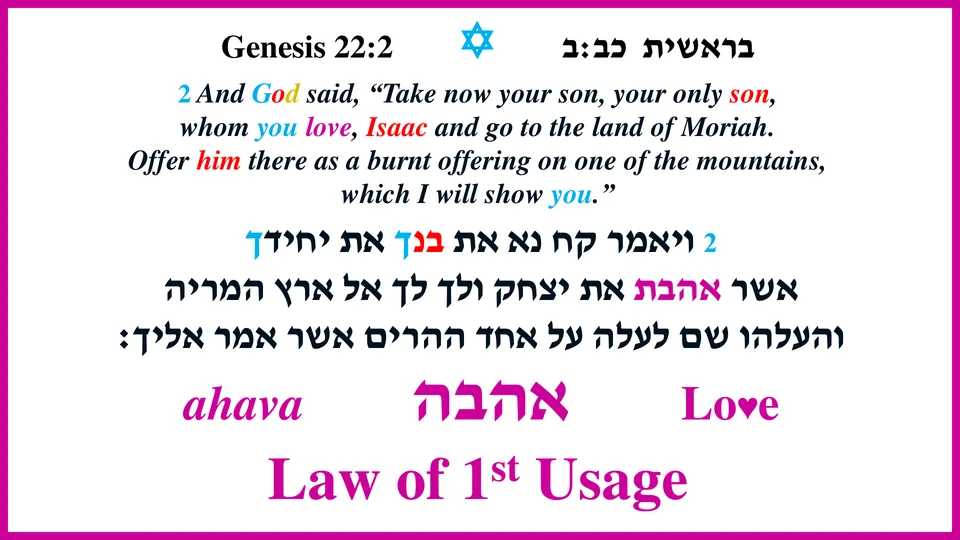 Genesis 22:2 ✡ בראשית כב:ב
2 And God said, “Take now your son, your only son,
whom you love, Isaac and go to the land of Moriah.
Offer him there as a burnt offering on one of the mountains,
which I will show you.”
2 ויאמר קח נא את בנך את יחידך
אשר אהבת את יצחק ולך לך אל ארץ המריה
והעלהו שם לעלה על אחד ההרים אשר אמר אליך:
ahava אהבה Lo♥e
Law of 1st Usage